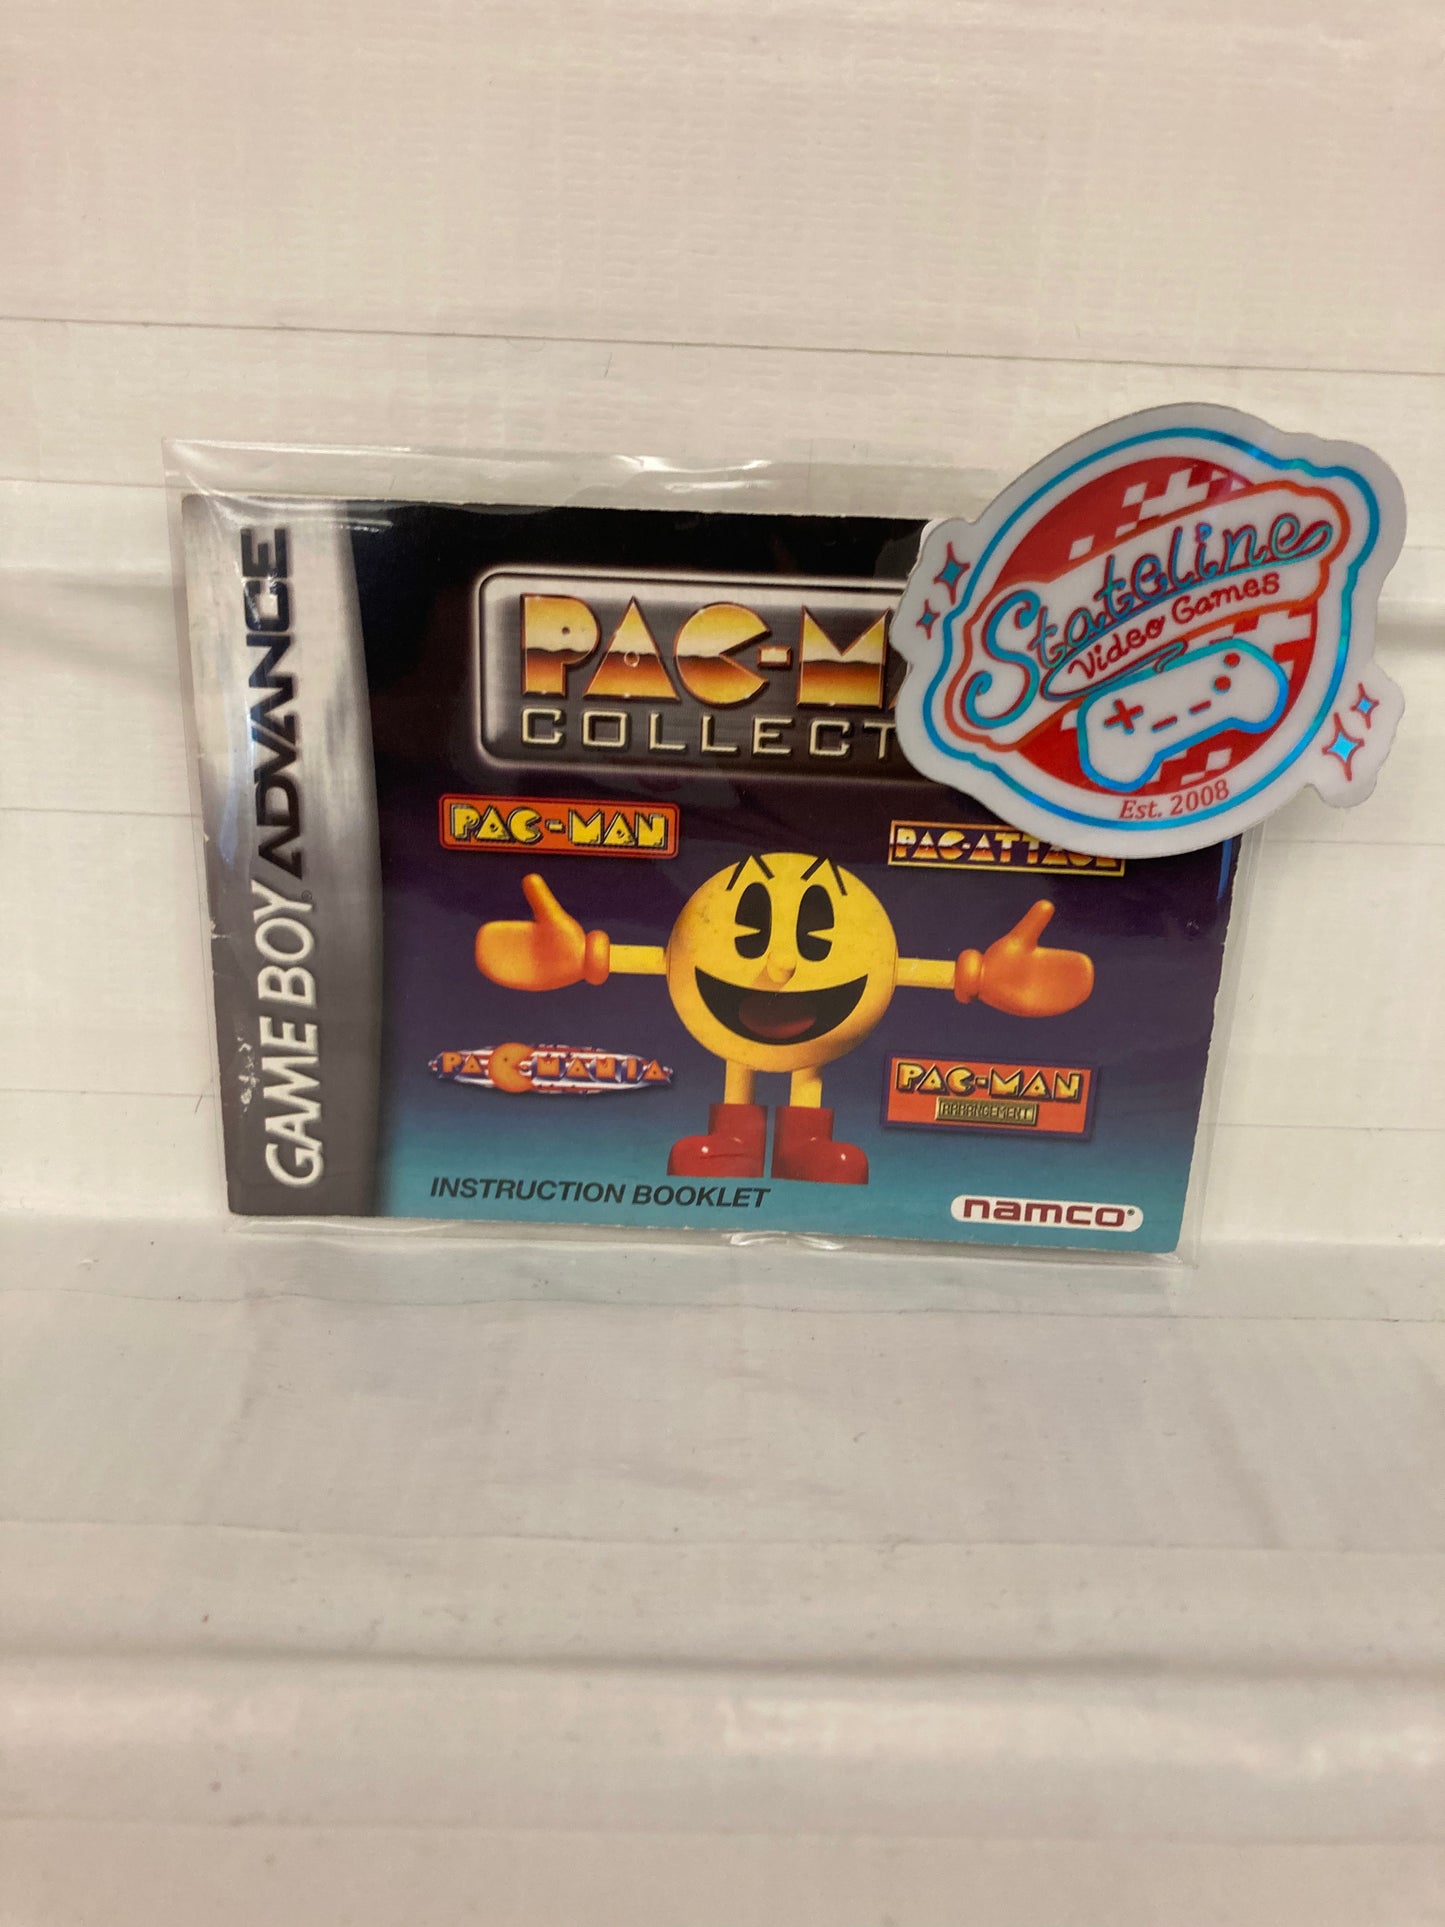 GAME BOY ADVANCE
PAC-MA
COLLECT
Stateline
Video Games
Est. 2008
PAC-MAN
PAC-ATTACK
PAC-MANIA
PAC-MAN
ARRANGEMENT
INSTRUCTION BOOKLET
namco®